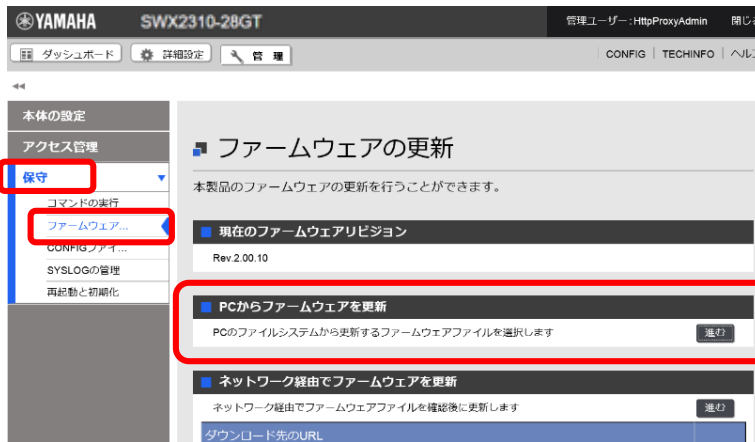 YAMAHA SWX2310-28GT 管理ユーザー:HttpProxyAdmin 閉じ
ダッシュボード 詳細設定 管理 CONFIG | TECHINFO |
本体の設定
アクセス管理
保守
コマンドの実行
ファームウェア...
CONFIGファイ...
SYSLOGの管理
再起動と初期化
ファームウェアの更新
本製品のファームウェアの更新を行うことができます。
現在のファームウェアリビジョン
Rev.2.00.10
PCからファームウェアを更新
PCのファイルシステムから更新するファームウェアファイルを選択します 進む
ネットワーク経由でファームウェアを更新
ネットワーク経由でファームウェアファイルを確認後に更新します 進む
ダウンロード先のURL